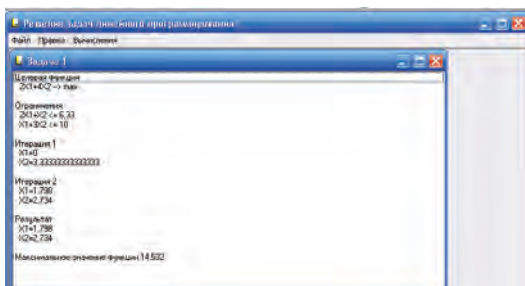 Решение задач линейного программирования
Файл Правка Вычисления
Задача 1
Целевая функция
2X1+4X2 -> max
Ограничения
2X1+X2 <= 6,33
X1+3X2 <= 10
Итерация 1
X1=0
X2=3,33333333333333
Итерация 2
X1=1,798
X2=2,734
Результат
X1=1,798
X2=2,734
Максимальное значение функции 14,532